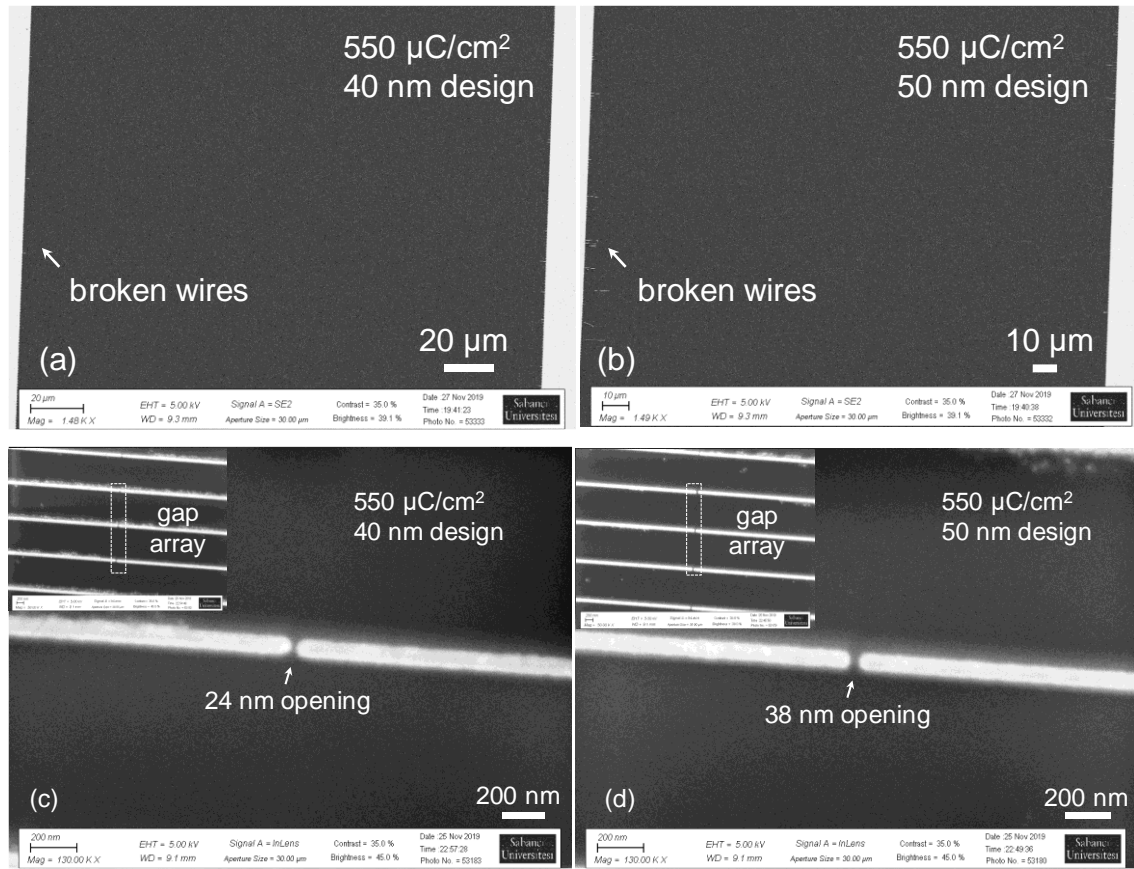 550 µC/cm²
40 nm design
broken wires
20 µm
(a)
20 µm
Mag = 1.48 K X
EHT = 5.00 kV
WD = 9.3 mm
Signal A = SE2
Aperture Size = 30.00 µm
Contrast = 35.0 %
Brightness = 39.1 %
Date :27 Nov 2019
Time :19:41:23
Photo No. = 53333
Sabancı
Universitesi
550 µC/cm²
50 nm design
broken wires
10 µm
(b)
10 µm
Mag = 1.49 K X
EHT = 5.00 kV
WD = 9.3 mm
Signal A = SE2
Aperture Size = 30.00 µm
Contrast = 35.0 %
Brightness = 39.1 %
Date :27 Nov 2019
Time :19:40:38
Photo No. = 53332
Sabancı
Universitesi
gap
array
550 µC/cm²
40 nm design
24 nm opening
(c)
200 nm
200 nm
Mag = 130.00 K X
EHT = 5.00 kV
WD = 9.1 mm
Signal A = InLens
Aperture Size = 30.00 µm
Contrast = 35.0 %
Brightness = 45.0 %
Date :25 Nov 2019
Time :22:57:28
Photo No. = 53183
Sabancı
Universitesi
gap
array
550 µC/cm²
50 nm design
38 nm opening
(d)
200 nm
200 nm
Mag = 130.00 K X
EHT = 5.00 kV
WD = 9.1 mm
Signal A = InLens
Aperture Size = 30.00 µm
Contrast = 35.0 %
Brightness = 45.0 %
Date :25 Nov 2019
Time :22:49:36
Photo No. = 53180
Sabancı
Universitesi